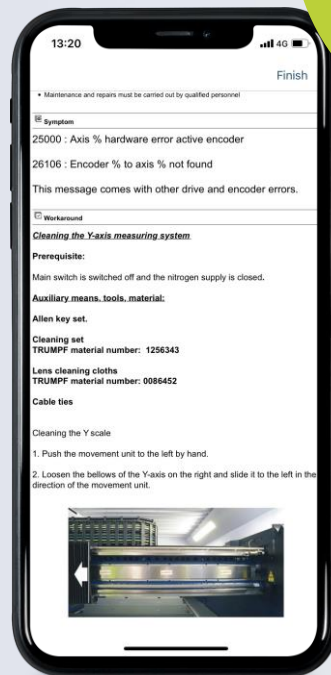 13:20
4G
Finish
• Maintenance and repairs must be carried out by qualified personnel
Symptom
25000 : Axis % hardware error active encoder
26106 : Encoder % to axis % not found
This message comes with other drive and encoder errors.
Workaround
Cleaning the Y-axis measuring system
Prerequisite:
Main switch is switched off and the nitrogen supply is closed.
Auxiliary means, tools, material:
Allen key set.
Cleaning set
TRUMPF material number:  1256343
Lens cleaning cloths
TRUMPF material number: 0086452
Cable ties
Cleaning the Y scale
1. Push the movement unit to the left by hand.
2. Loosen the bellows of the Y-axis on the right and slide it to the left in the
direction of the movement unit.